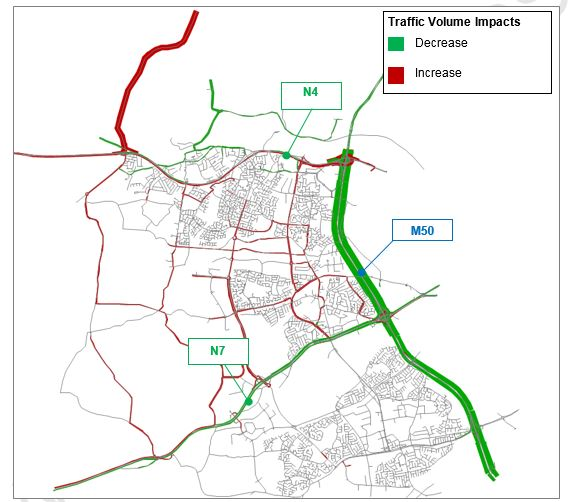 Traffic Volume Impacts
Decrease
Increase
N4
M50
N7